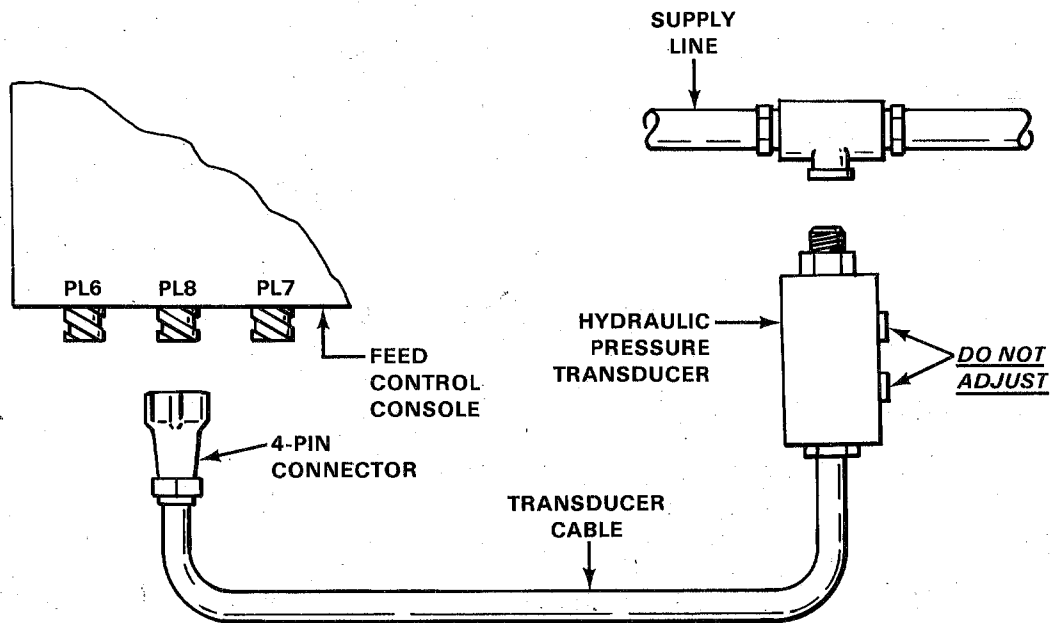 SUPPLY
LINE
PL6
PL8
PL7
FEED
CONTROL
CONSOLE
HYDRAULIC
PRESSURE
TRANSDUCER
DO NOT
ADJUST
4-PIN
CONNECTOR
TRANSDUCER
CABLE